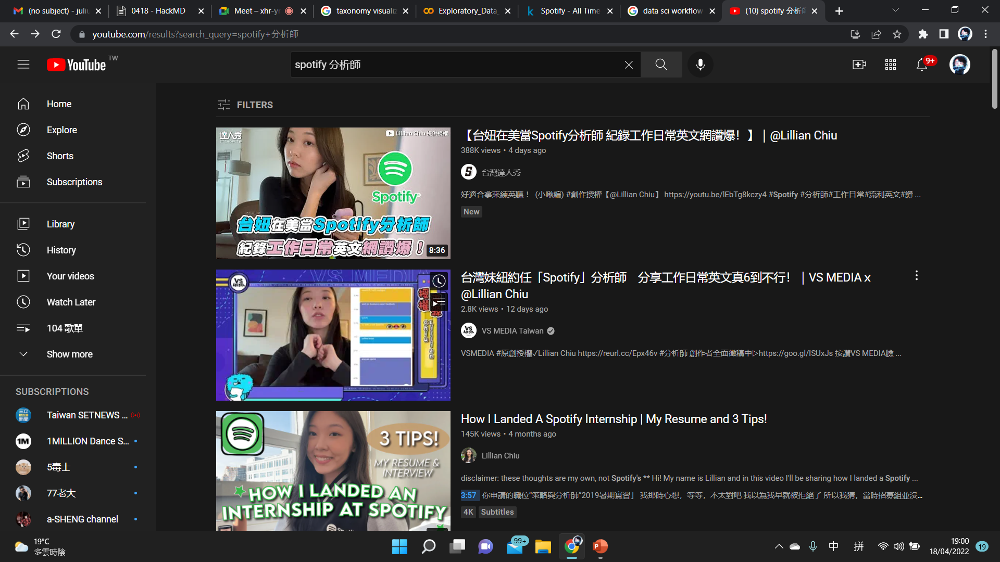 (no subject) - juliu
0418 - HackMD
Meet – xhr-yr
taxonomy visualiz
Exploratory_Data_
Spotify - All Time
data sci workflow
(10) spotify 分析師
youtube.com/results?search_query=spotify+分析師
YouTube TW
spotify 分析師
9+
Home
Explore
Shorts
Subscriptions
Library
History
Your videos
Watch Later
104 歌單
Show more
SUBSCRIPTIONS
Taiwan SETNEWS ...
1M
1MILLION Dance S...
5毒士
77老大
a-SHENG channel
FILTERS
達人秀
TTSHOW.TW
Lillian Chiu 提供授權
Spotify
台妞在美當Spotify分析師
紀錄工作日常英文網讚爆！
8:36
【台妞在美當Spotify分析師 紀錄工作日常英文網讚爆！】｜@Lillian Chiu
388K views • 4 days ago
台灣達人秀
好適合拿來練英聽！ (小啾編) #創作授權【@Lillian Chiu】 https://youtu.be/lEbTg8kczy4 #Spotify #分析師#工作日常#流利英文#讚 ...
New
VS MEDIA
台灣妹紐約任「Spotify」分析師　分享工作日常英文真6到不行！｜VS MEDIA x
@Lillian Chiu
2.8K views • 12 days ago
VS MEDIA Taiwan
VSMEDIA #原創授權✓Lillian Chiu https://reurl.cc/Epx46v #分析師 創作者全面徵稿中▷https://goo.gl/ISUxJs 按讚VS MEDIA臉 ...
3 TIPS!
MY RESUME &
INTERVIEW
HOW I LANDED AN
INTERNSHIP AT SPOTIFY
How I Landed A Spotify Internship | My Resume and 3 Tips!
145K views • 4 months ago
Lillian Chiu
disclaimer: these thoughts are my own, not Spotify's ** Hi! My name is Lillian and in this video I'll be sharing how I landed a Spotify ...
3:57 你申請的職位“策略與分析師”2019暑期實習」 我那時心想，等等，不太對吧 我以為我早就被拒絕了 所以我猜，當時招募組並沒...
4K Subtitles
19°C
多雲時陰
99+
中
拼
19:00
18/04/2022
19